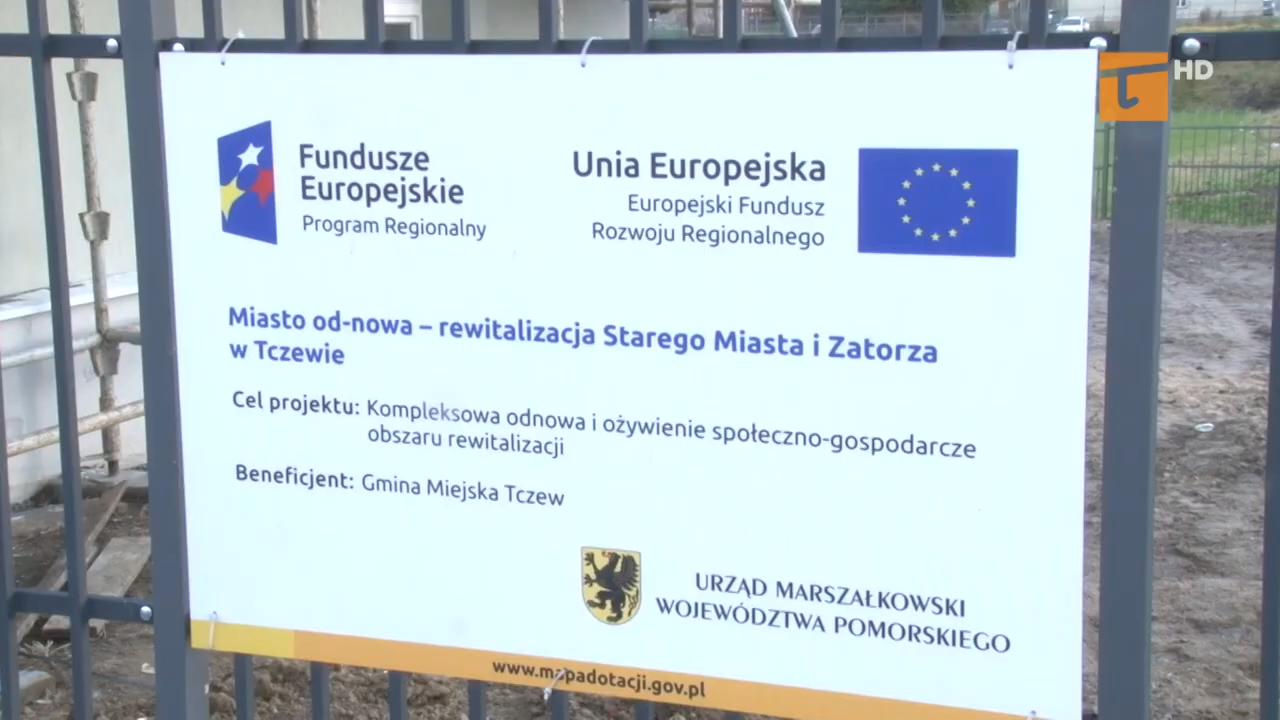 HD
Fundusze
Europejskie
Program Regionalny
Unia Europejska
Europejski Fundusz
Rozwoju Regionalnego
Miasto od-nowa – rewitalizacja Starego Miasta i Zatorza
w Tczewie
Cel projektu: Kompleksowa odnowa i ożywienie społeczno-gospodarcze
obszaru rewitalizacji
Beneficjent: Gmina Miejska Tczew
URZĄD MARSZAŁKOWSKI
WOJEWÓDZTWA POMORSKIEGO
www.mapadotacji.gov.pl